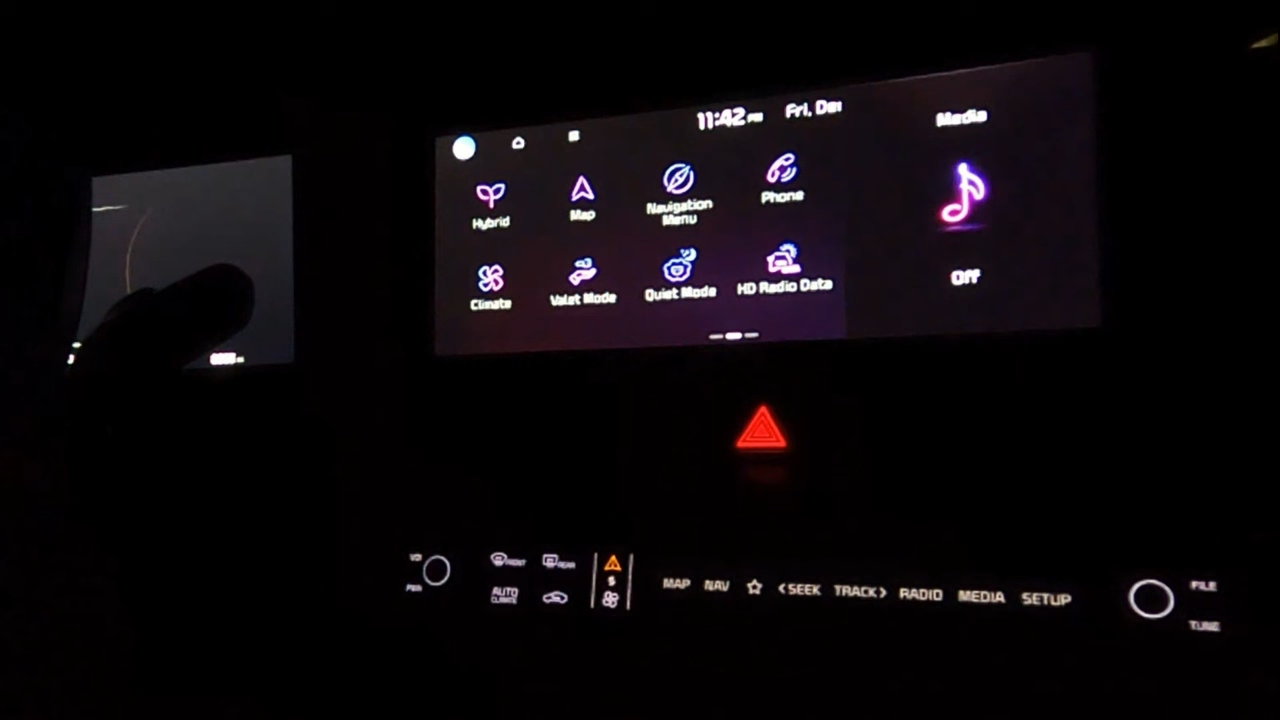 11:42 PM Fri, Dec
Media
Hybrid
Map
Navigation
Menu
Phone
Climate
Valet Mode
Quiet Mode
HD Radio Data
Off
VOL
PWR
FRONT
REAR
AUTO
CLIMATE
MAP
NAV
< SEEK
TRACK >
RADIO
MEDIA
SETUP
FILE
TUNE